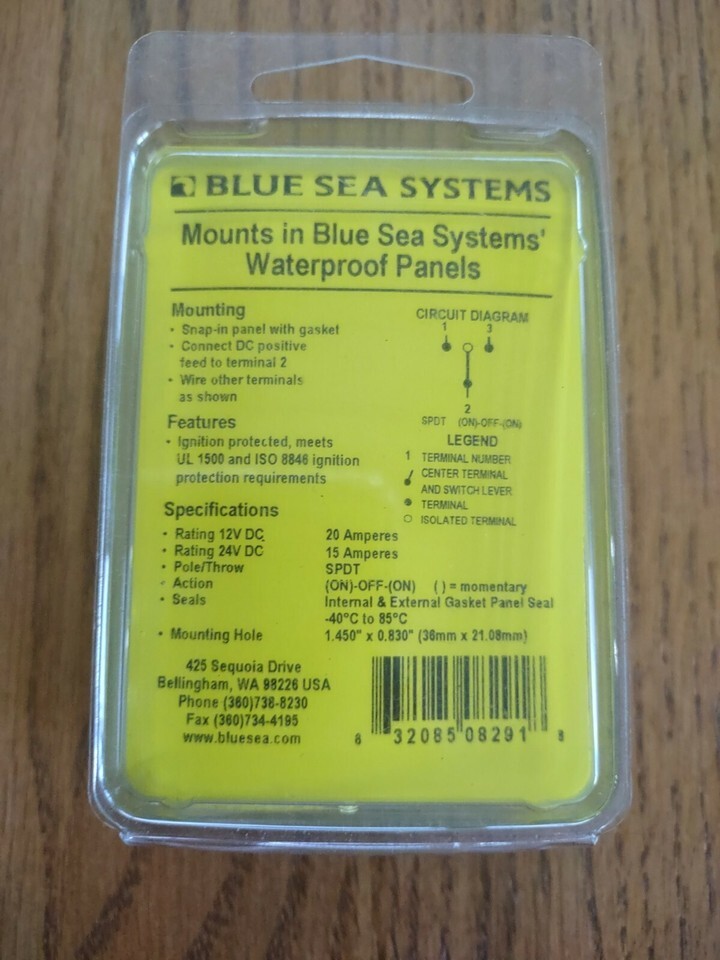 BLUE SEA SYSTEMS
Mounts in Blue Sea Systems'
Waterproof Panels
Mounting
• Snap-in panel with gasket
• Connect DC positive
feed to terminal 2
• Wire other terminals
as shown
Features
• Ignition protected, meets
UL 1500 and ISO 8846 ignition
protection requirements
CIRCUIT DIAGRAM
1 3
2
SPDT (ON)-OFF-(ON)
LEGEND
1 TERMINAL NUMBER
CENTER TERMINAL
AND SWITCH LEVER
TERMINAL
ISOLATED TERMINAL
Specifications
• Rating 12V DC 20 Amperes
• Rating 24V DC 15 Amperes
• Pole/Throw SPDT
• Action (ON)-OFF-(ON) ( ) = momentary
• Seals Internal & External Gasket Panel Seal
-40°C to 85°C
• Mounting Hole 1.450" x 0.830" (36mm x 21.08mm)
425 Sequoia Drive
Bellingham, WA 98226 USA
Phone (360)738-8230
Fax (360)734-4195
www.bluesea.com
8 32085 08291 8